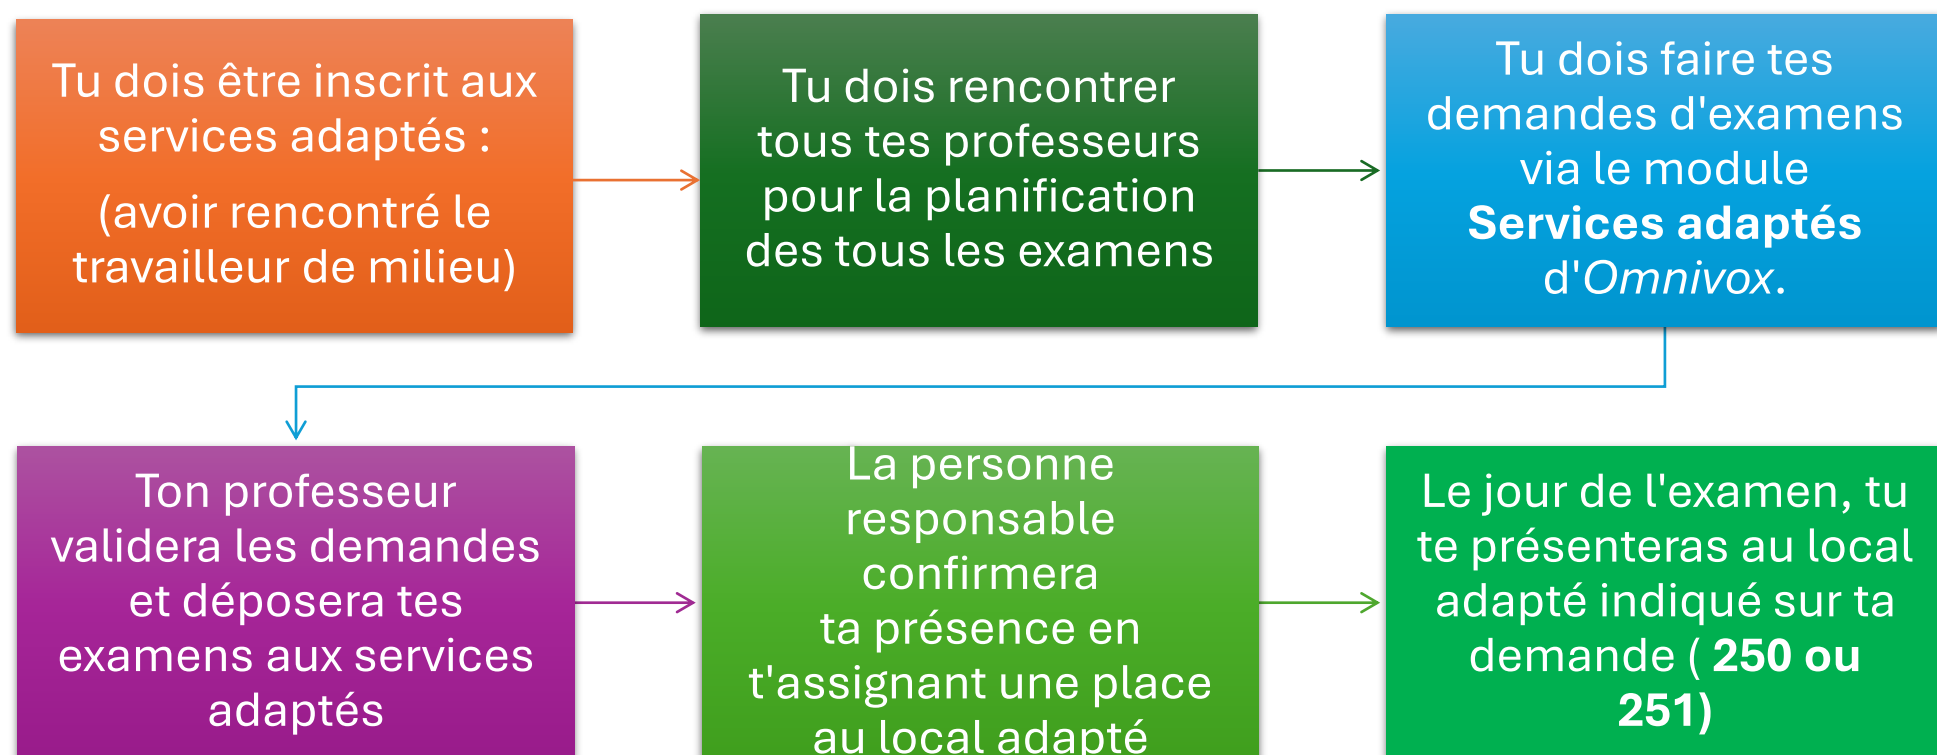 Tu dois être inscrit aux
services adaptés :
(avoir rencontré le
travailleur de milieu)
Tu dois rencontrer
tous tes professeurs
pour la planification
des tous les examens
Tu dois faire tes
demandes d'examens
via le module
Services adaptés
d'Omnivox.
Ton professeur
validera les demandes
et déposera tes
examens aux services
adaptés
La personne
responsable
confirmera
ta présence en
t'assignant une place
au local adapté
Le jour de l'examen, tu
te présenteras au local
adapté indiqué sur ta
demande ( 250 ou
251)